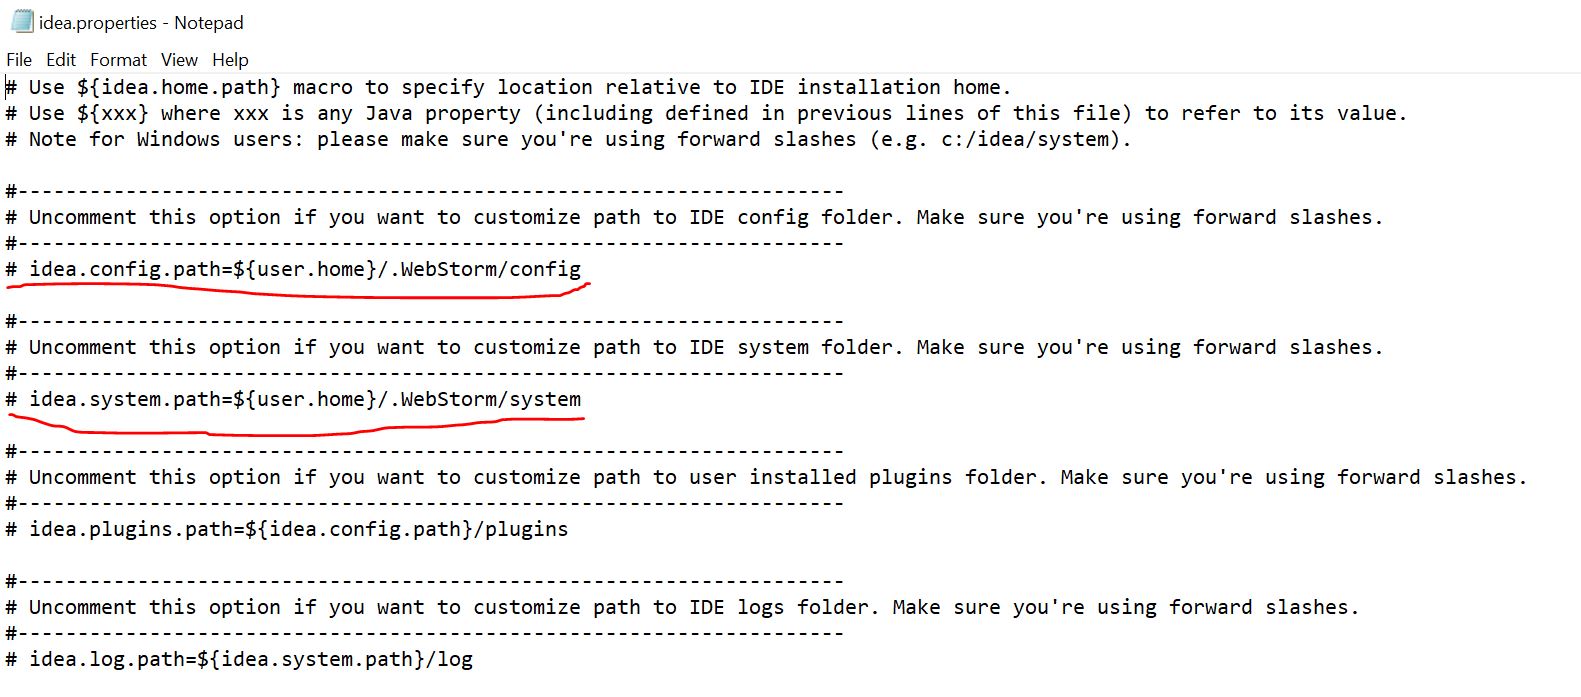 idea.properties - Notepad
File Edit Format View Help
# Use ${idea.home.path} macro to specify location relative to IDE installation home.
# Use ${xxx} where xxx is any Java property (including defined in previous lines of this file) to refer to its value.
# Note for Windows users: please make sure you're using forward slashes (e.g. c:/idea/system).
#---------------------------------------------------------------------
# Uncomment this option if you want to customize path to IDE config folder. Make sure you're using forward slashes.
#---------------------------------------------------------------------
# idea.config.path=${user.home}/.WebStorm/config
#---------------------------------------------------------------------
# Uncomment this option if you want to customize path to IDE system folder. Make sure you're using forward slashes.
#---------------------------------------------------------------------
# idea.system.path=${user.home}/.WebStorm/system
#---------------------------------------------------------------------
# Uncomment this option if you want to customize path to user installed plugins folder. Make sure you're using forward slashes.
#---------------------------------------------------------------------
# idea.plugins.path=${idea.config.path}/plugins
#---------------------------------------------------------------------
# Uncomment this option if you want to customize path to IDE logs folder. Make sure you're using forward slashes.
#---------------------------------------------------------------------
# idea.log.path=${idea.system.path}/log